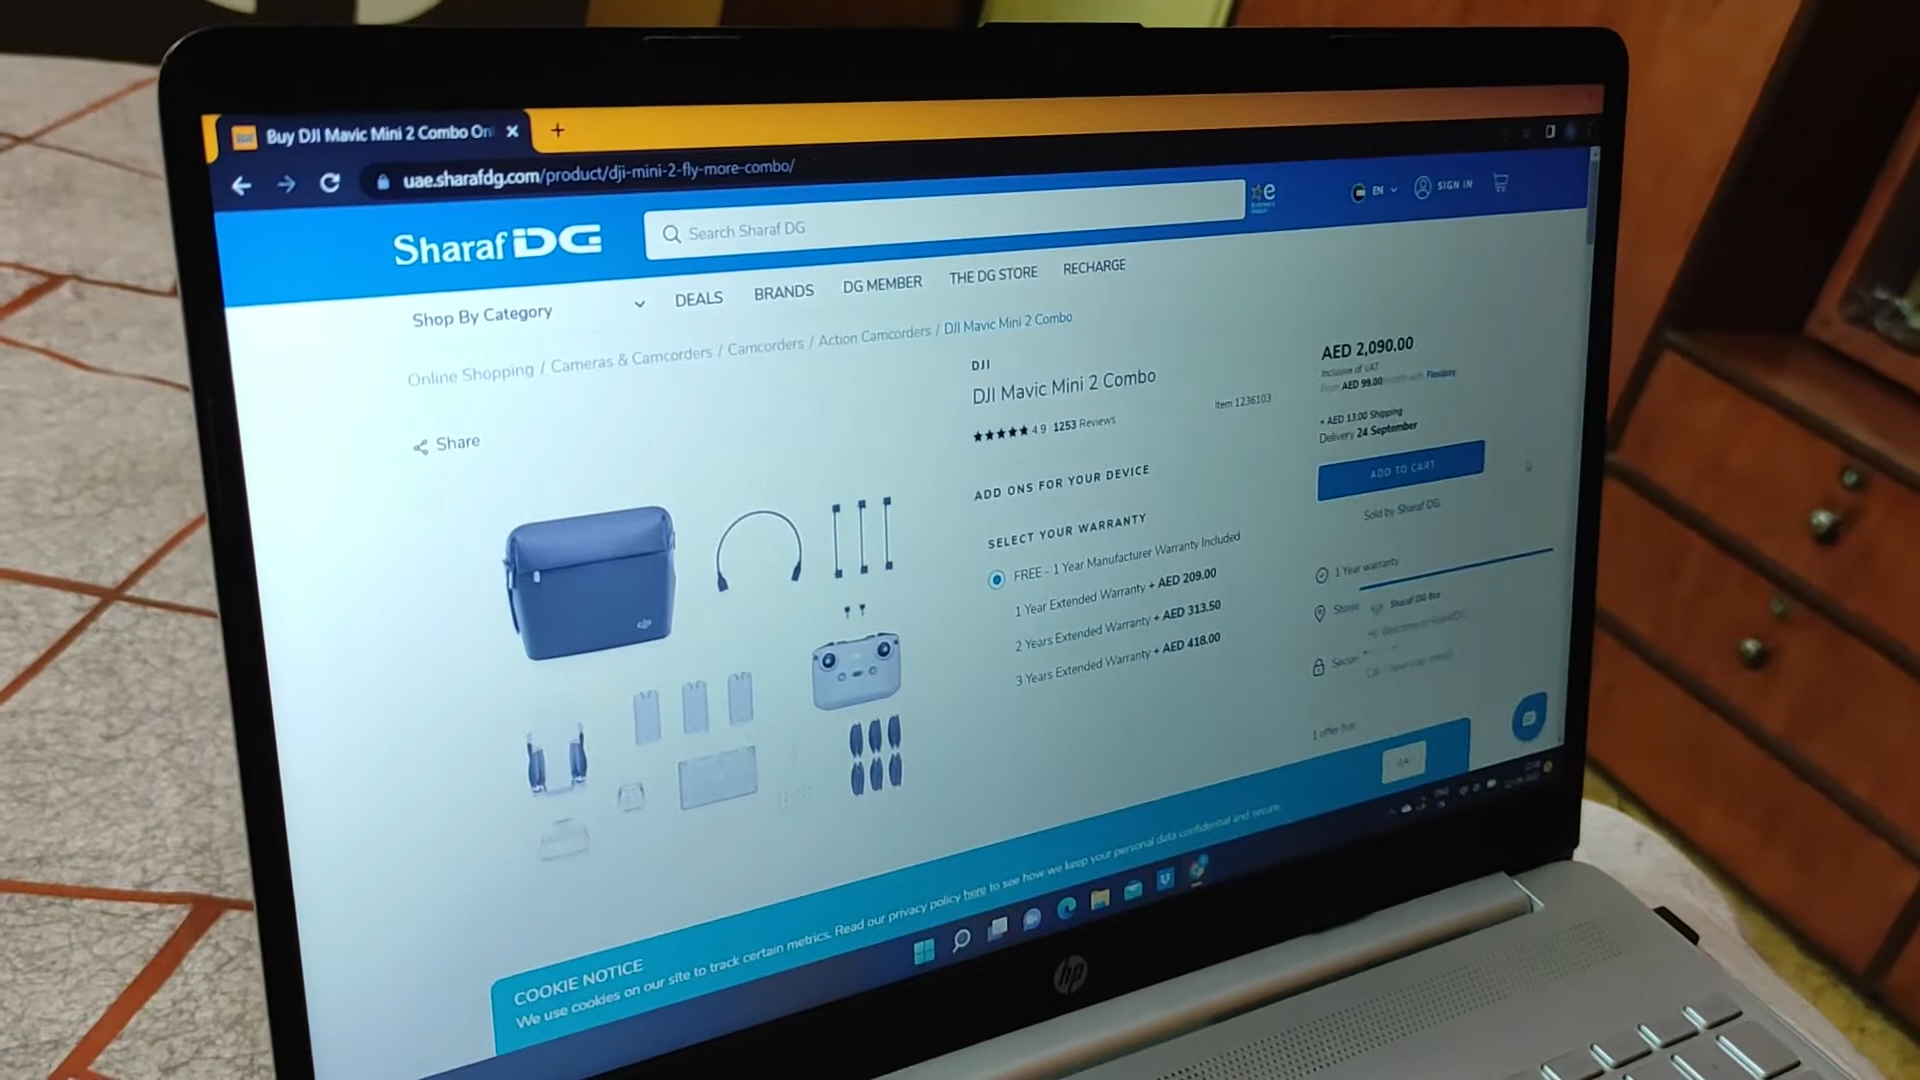 Buy DJI Mavic Mini 2 Combo On
uae.sharafdg.com/product/dji-mini-2-fly-more-combo/
Sharaf DG
Search Sharaf DG
EN
SIGN IN
Shop By Category
DEALS
BRANDS
DG MEMBER
THE DG STORE
RECHARGE
Online Shopping / Cameras & Camcorders / Camcorders / Action Camcorders / DJI Mavic Mini 2 Combo
Share
DJI
DJI Mavic Mini 2 Combo
4.9 1253 Reviews
Item 1236103
ADD ONS FOR YOUR DEVICE
SELECT YOUR WARRANTY
FREE - 1 Year Manufacturer Warranty Included
1 Year Extended Warranty + AED 209.00
2 Years Extended Warranty + AED 313.50
3 Years Extended Warranty + AED 418.00
AED 2,090.00
Inclusive of VAT
From AED 99.00/month with
+ AED 13.00 Shipping
Delivery 24 September
ADD TO CART
Sold by Sharaf DG
1 Year warranty
Sharaf DG Bot
1 offer
COOKIE NOTICE
We use cookies on our site to track certain metrics. Read our privacy policy here to see how we keep your personal data confidential and secure.
hp